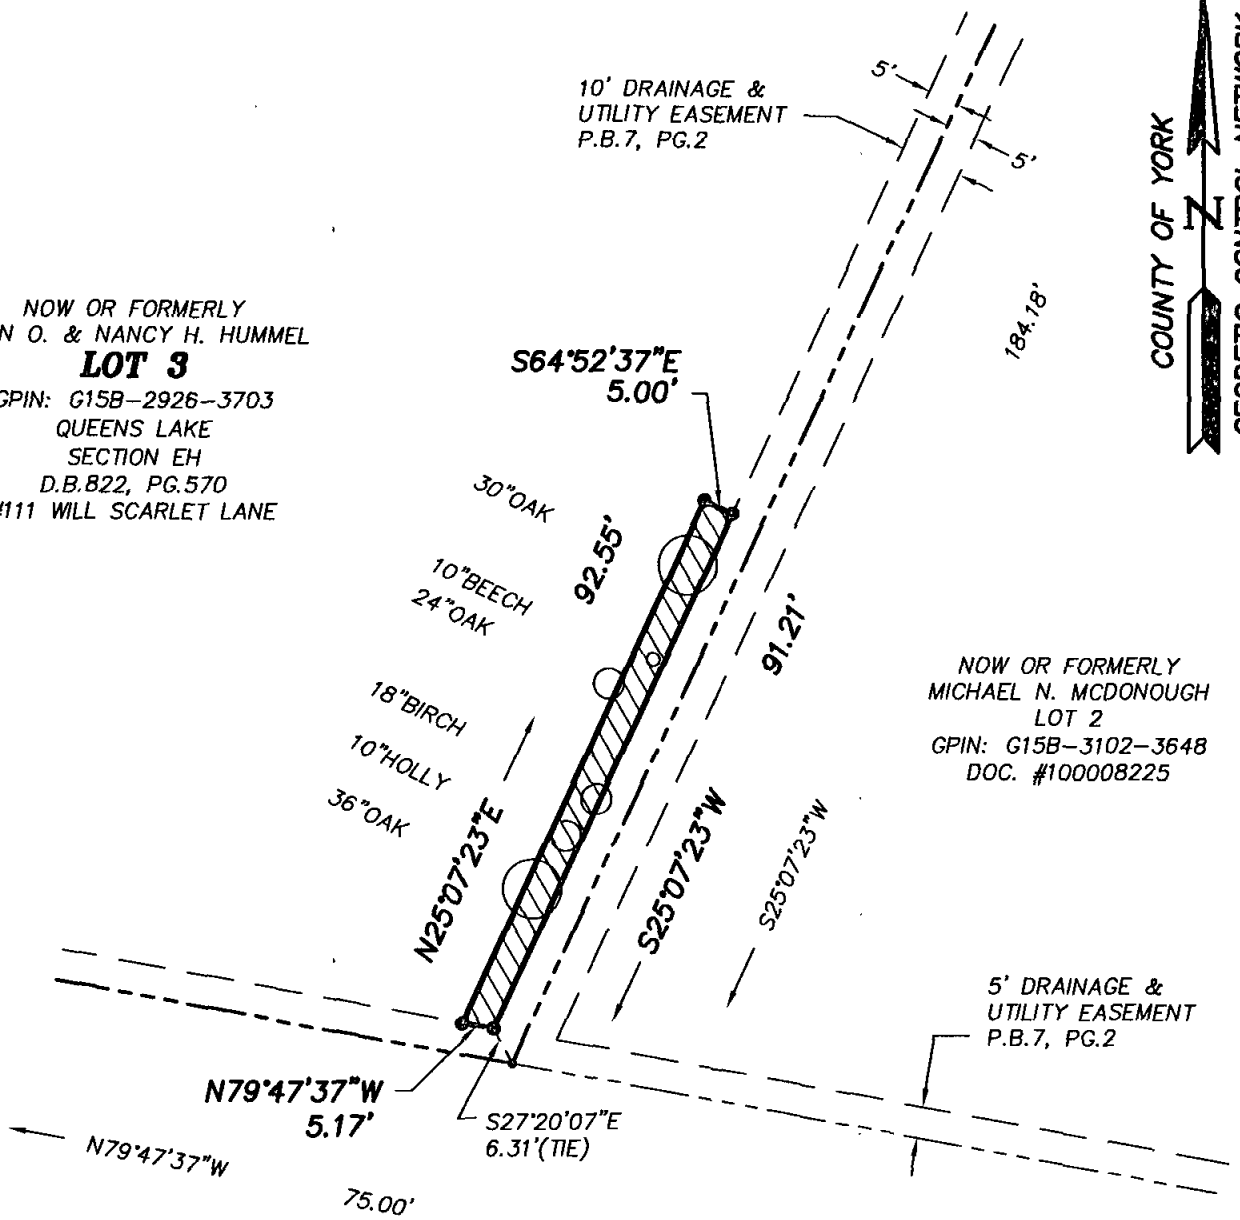 5'
10' DRAINAGE &
UTILITY EASEMENT
P.B.7, PG.2
5'
COUNTY OF YORK
N
GEODETIC CONTROL NETWORK
184.18'
NOW OR FORMERLY
N O. & NANCY H. HUMMEL
LOT 3
GPIN: G15B-2926-3703
QUEENS LAKE
SECTION EH
D.B.822, PG.570
#111 WILL SCARLET LANE
S64°52'37"E
5.00'
30"OAK
92.55'
10"BEECH
24"OAK
91.21'
18"BIRCH
10"HOLLY
36"OAK
N25°07'23"E
NOW OR FORMERLY
MICHAEL N. MCDONOUGH
LOT 2
GPIN: G15B-3102-3648
DOC. #100008225
S25°07'23"W
S25°07'23"W
5' DRAINAGE &
UTILITY EASEMENT
P.B.7, PG.2
N79°47'37"W
5.17'
S27°20'07"E
6.31'(TIE)
N79°47'37"W
75.00'